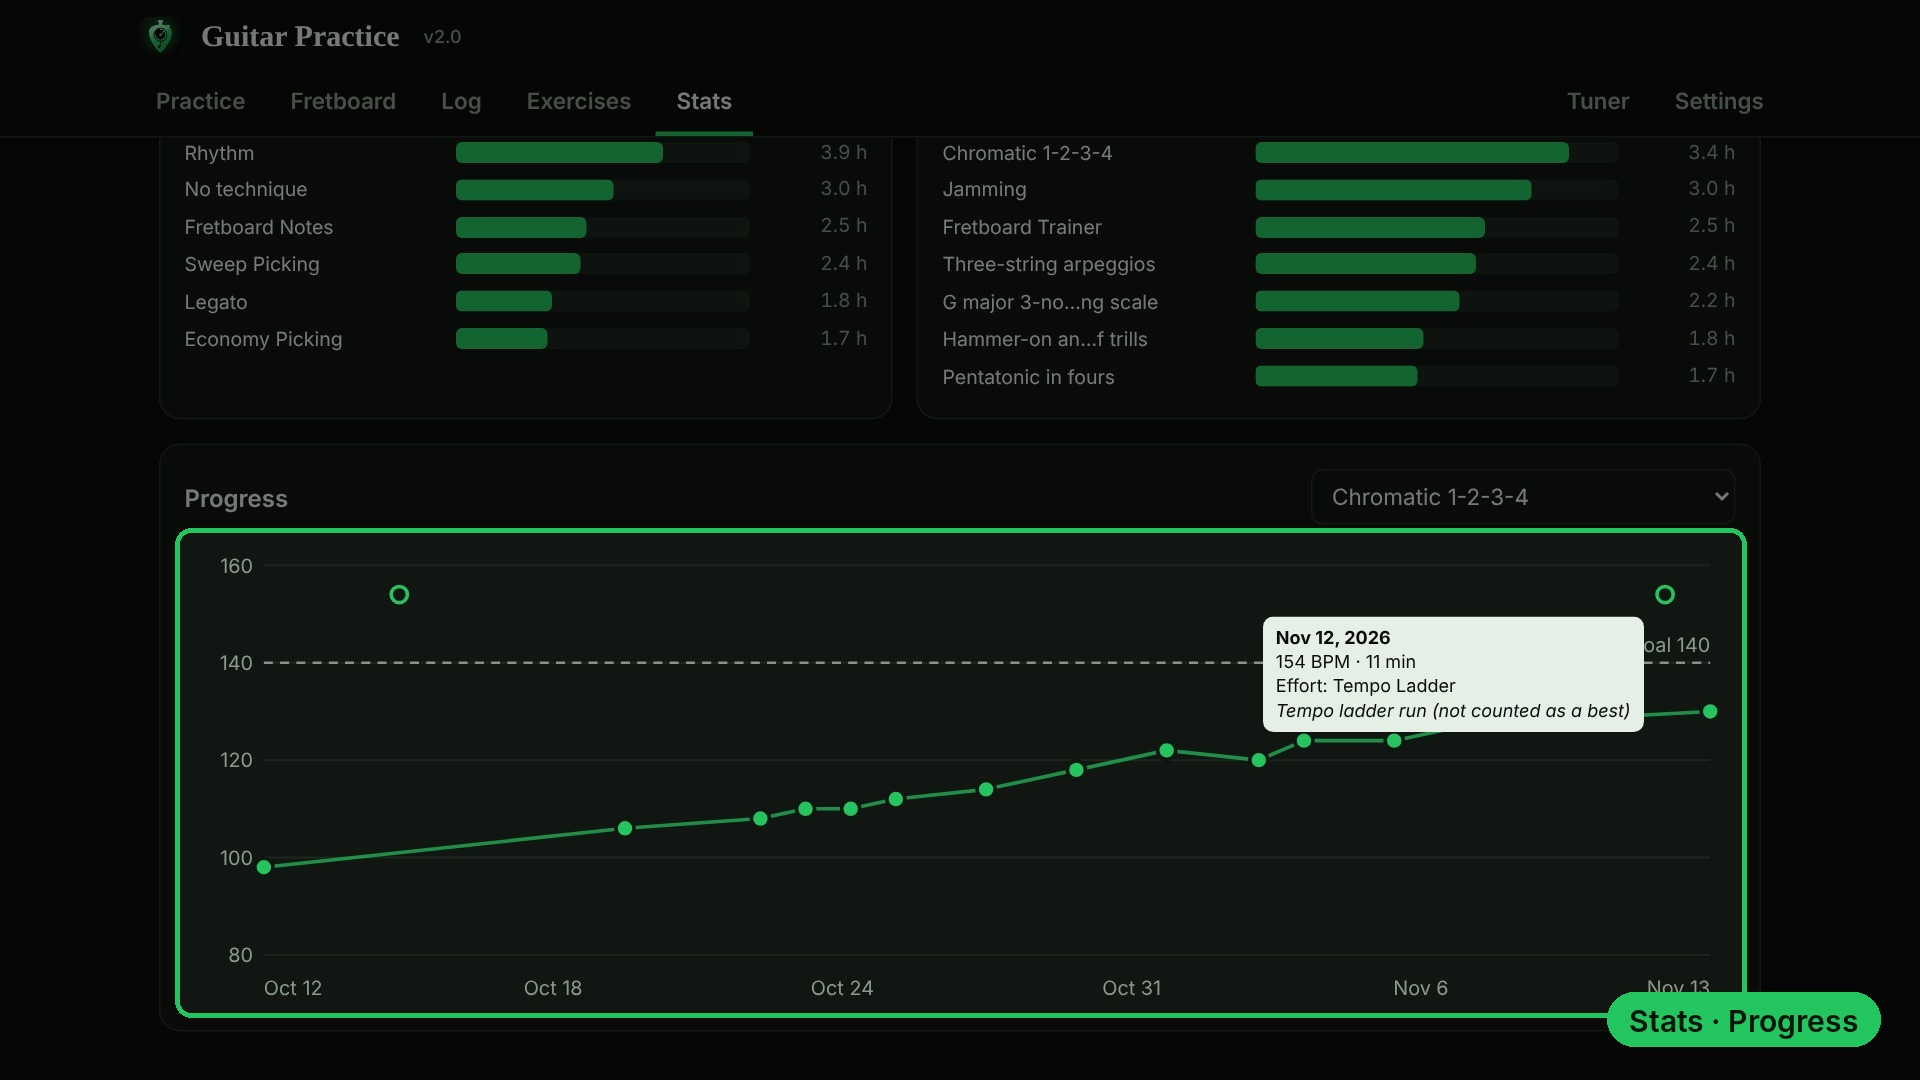 Guitar Practice v2.0
Practice Fretboard Log Exercises Stats Tuner Settings
Rhythm 3.9 h
No technique 3.0 h
Fretboard Notes 2.5 h
Sweep Picking 2.4 h
Legato 1.8 h
Economy Picking 1.7 h
Chromatic 1-2-3-4 3.4 h
Jamming 3.0 h
Fretboard Trainer 2.5 h
Three-string arpeggios 2.4 h
G major 3-no...ng scale 2.2 h
Hammer-on an...f trills 1.8 h
Pentatonic in fours 1.7 h
Progress
Chromatic 1-2-3-4
160
140
120
100
80
oal 140
Nov 12, 2026
154 BPM · 11 min
Effort: Tempo Ladder
Tempo ladder run (not counted as a best)
Oct 12 Oct 18 Oct 24 Oct 31 Nov 6 Nov 13
Stats · Progress